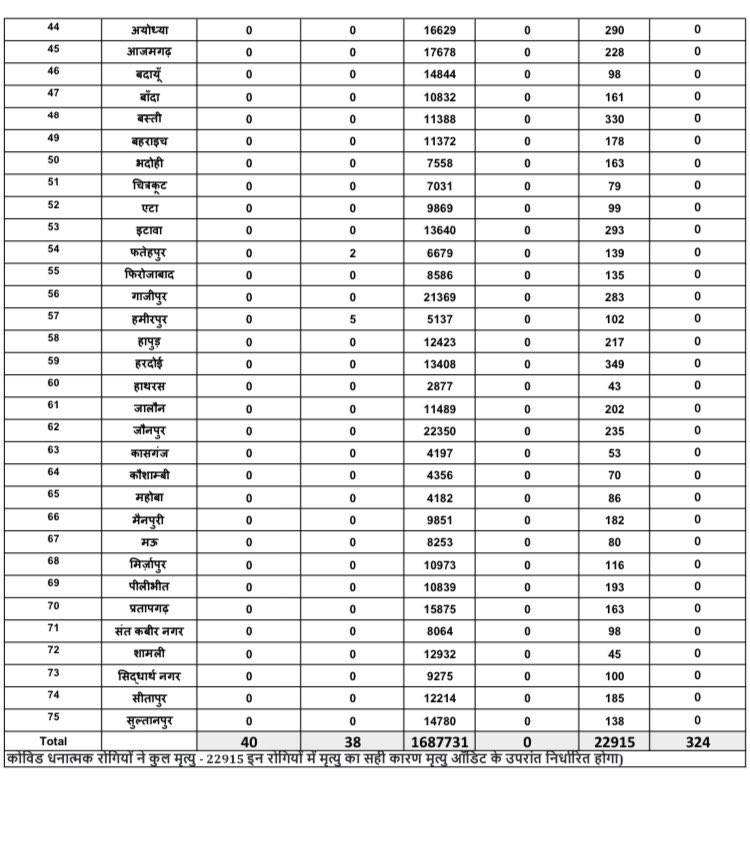 44 अयोध्या 0 0 16629 0 290 0
45 आजमगढ़ 0 0 17678 0 228 0
46 बदायूँ 0 0 14844 0 98 0
47 बाँदा 0 0 10832 0 161 0
48 बस्ती 0 0 11388 0 330 0
49 बहराइच 0 0 11372 0 178 0
50 भदोही 0 0 7558 0 163 0
51 चित्रकूट 0 0 7031 0 79 0
52 एटा 0 0 9869 0 99 0
53 इटावा 0 0 13640 0 293 0
54 फतेहपुर 0 2 6679 0 139 0
55 फिरोजाबाद 0 0 8586 0 135 0
56 गाजीपुर 0 0 21369 0 283 0
57 हमीरपुर 0 5 5137 0 102 0
58 हापुड़ 0 0 12423 0 217 0
59 हरदोई 0 0 13408 0 349 0
60 हाथरस 0 0 2877 0 43 0
61 जालौन 0 0 11489 0 202 0
62 जौनपुर 0 0 22350 0 235 0
63 कासगंज 0 0 4197 0 53 0
64 कौशाम्बी 0 0 4356 0 70 0
65 महोबा 0 0 4182 0 86 0
66 मैनपुरी 0 0 9851 0 182 0
67 मऊ 0 0 8253 0 80 0
68 मिर्ज़ापुर 0 0 10973 0 116 0
69 पीलीभीत 0 0 10839 0 193 0
70 प्रतापगढ़ 0 0 15875 0 163 0
71 संत कबीर नगर 0 0 8064 0 98 0
72 शामली 0 0 12932 0 45 0
73 सिद्धार्थ नगर 0 0 9275 0 100 0
74 सीतापुर 0 0 12214 0 185 0
75 सुल्तानपुर 0 0 14780 0 138 0
Total 40 38 1687731 0 22915 324
कोविड धनात्मक रोगियों ने कुल मृत्यु - 22915 इन रोगियों में मृत्यु का सही कारण मृत्यु ऑडिट के उपरांत निर्धारित होगा)